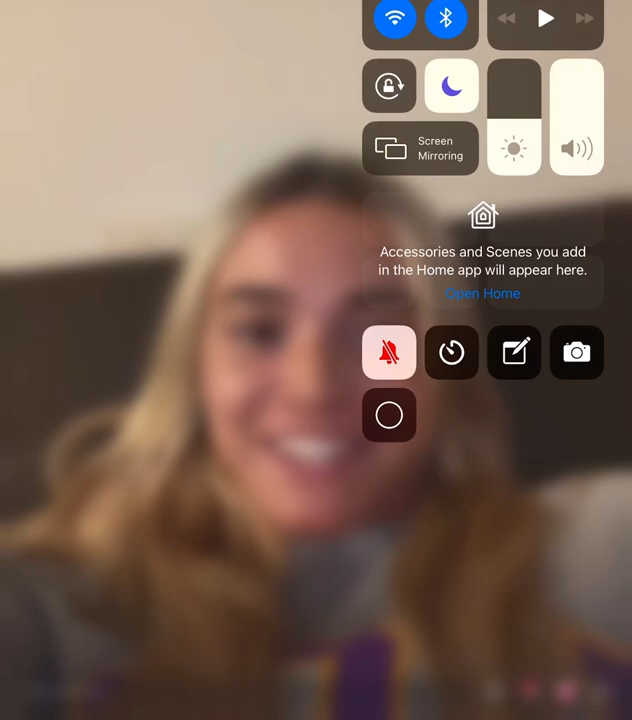 Screen
Mirroring
Accessories and Scenes you add
in the Home app will appear here.
Open Home